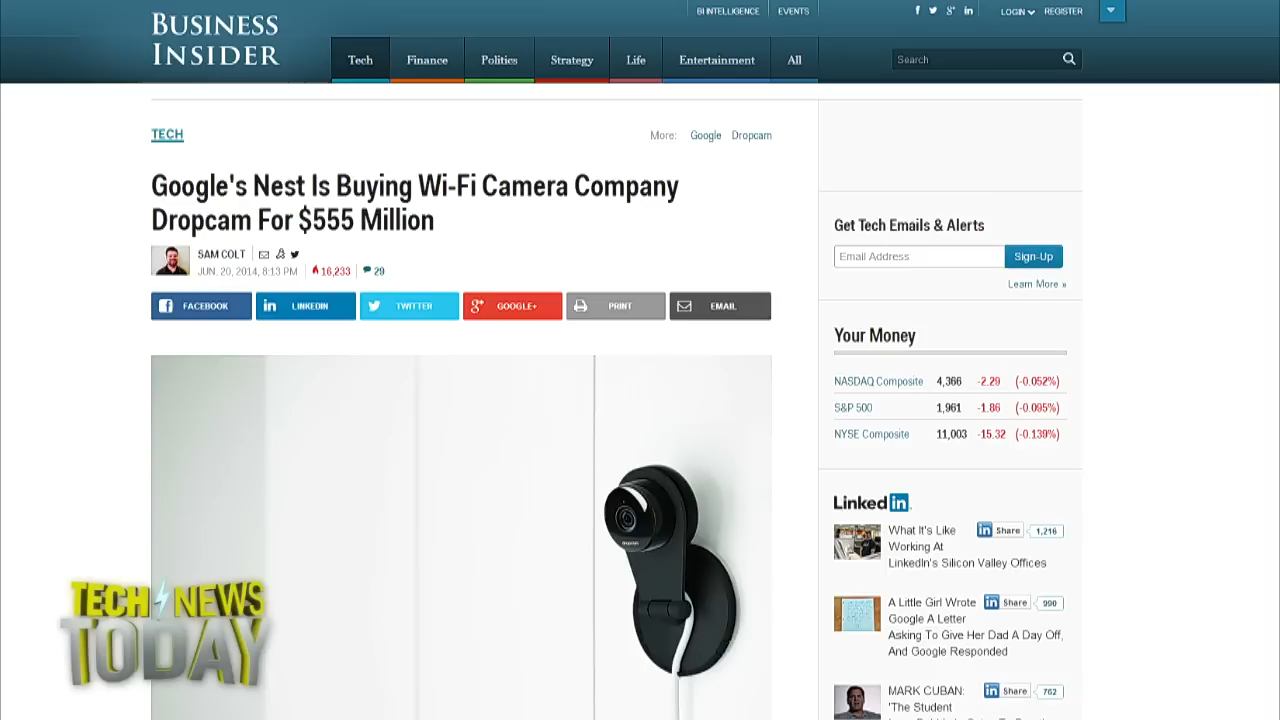 BUSINESS
INSIDER
BI INTELLIGENCE
EVENTS
LOGIN
REGISTER
Tech
Finance
Politics
Strategy
Life
Entertainment
All
Search
TECH
More: Google Dropcam
Google's Nest Is Buying Wi-Fi Camera Company
Dropcam For $555 Million
SAM COLT
JUN. 20, 2014, 8:13 PM
16,233
29
FACEBOOK
LINKEDIN
TWITTER
GOOGLE+
PRINT
EMAIL
dropcam
Get Tech Emails & Alerts
Email Address
Sign-Up
Learn More »
Your Money
NASDAQ Composite 4,366 -2.29 (-0.052%)
S&P 500 1,961 -1.86 (-0.095%)
NYSE Composite 11,003 -15.32 (-0.139%)
Linked in
What It's Like
Working At
LinkedIn's Silicon Valley Offices
in Share 1,216
A Little Girl Wrote
Google A Letter
Asking To Give Her Dad A Day Off,
And Google Responded
in Share 990
MARK CUBAN:
'The Student
in Share 762
TECH NEWS
TODAY